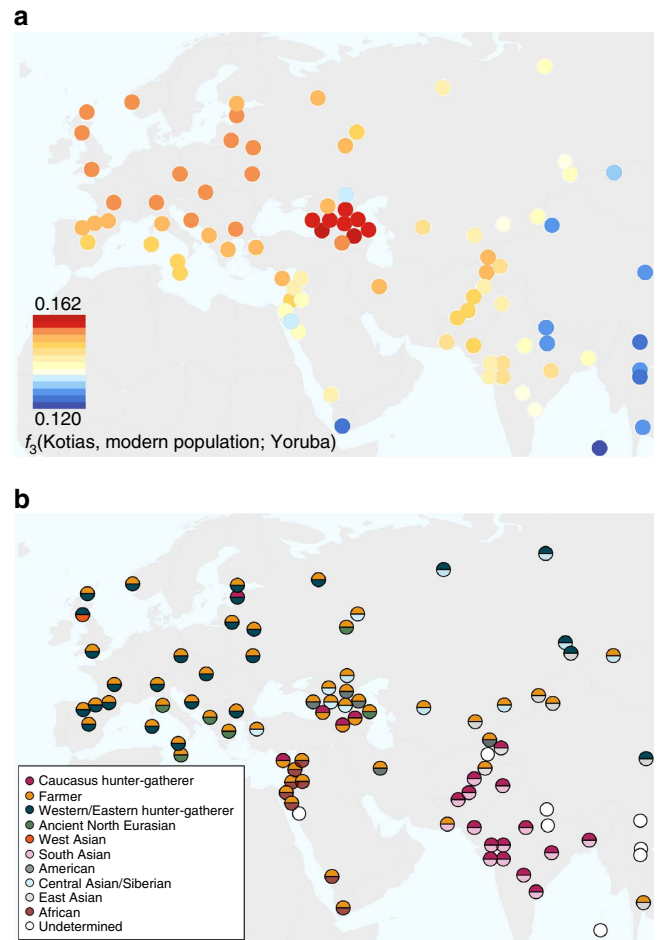 a
0.162
0.120
f3(Kotias, modern population; Yoruba)
b
Caucasus hunter-gatherer
Farmer
Western/Eastern hunter-gatherer
Ancient North Eurasian
West Asian
South Asian
American
Central Asian/Siberian
East Asian
African
Undetermined